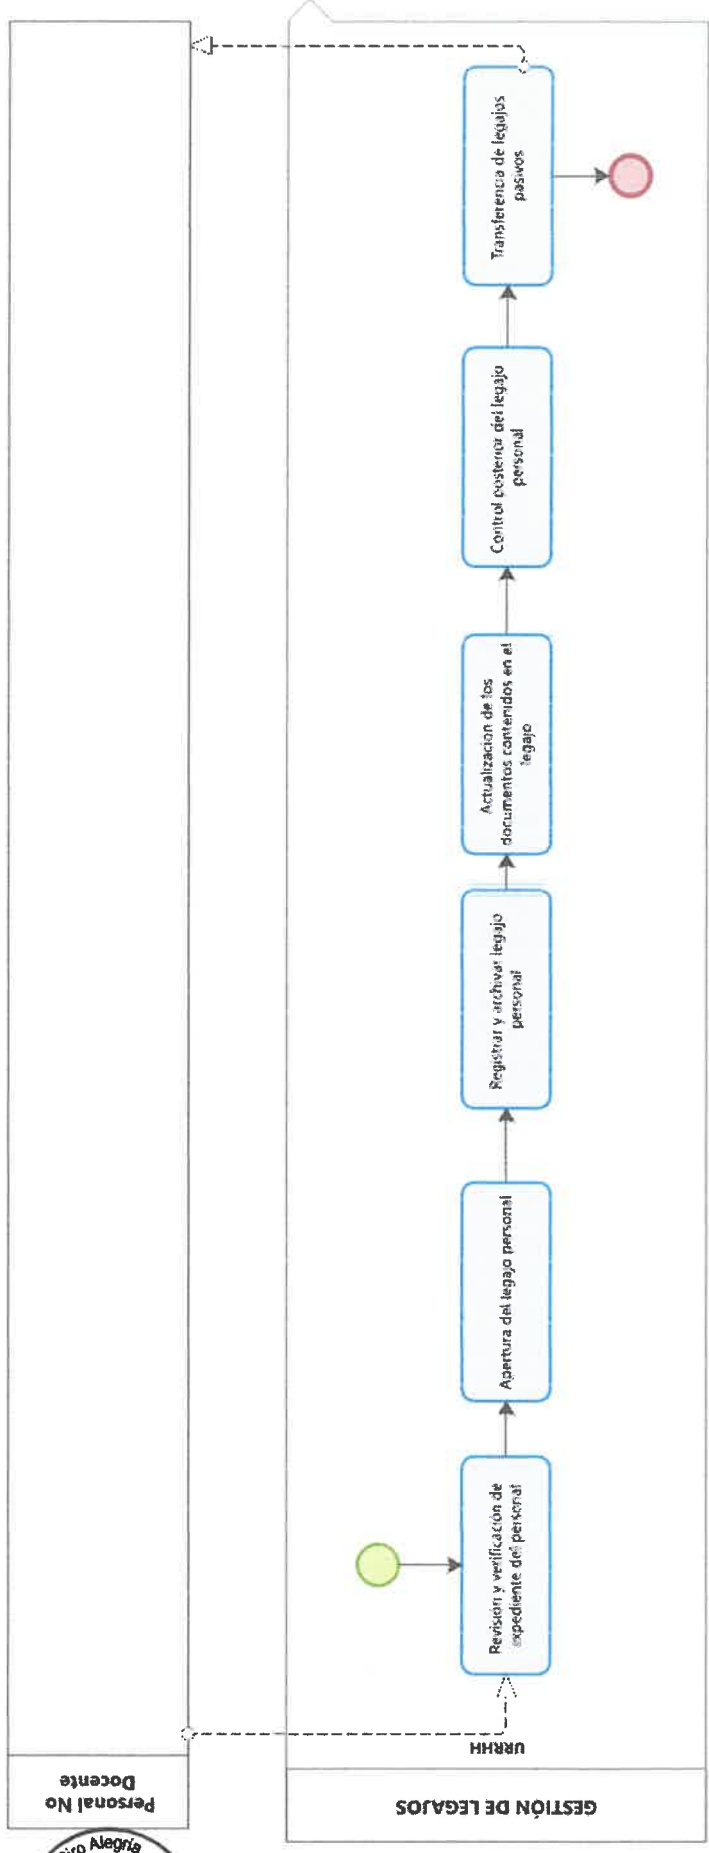 Personal No
Docente
GESTIÓN DE LEGAJOS
URRHH
Revisión y verificación de
expediente del personal
Apertura del legajo personal
Registrar y archivar legajo
personal
Actualización de los
documentos contenidos en el
legajo
Control posterior del legajo
personal
Transferencia de legajos
pasivos
Alegría